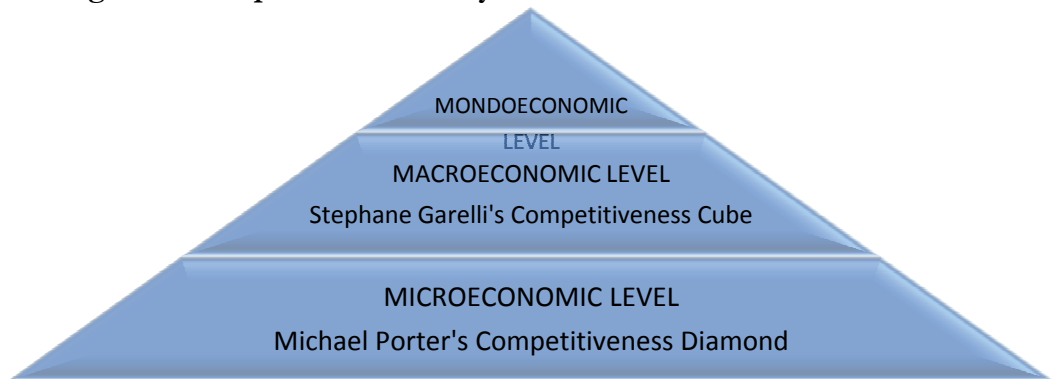 MONDOECONOMIC
LEVEL
MACROECONOMIC LEVEL
Stephane Garelli's Competitiveness Cube
MICROECONOMIC LEVEL
Michael Porter's Competitiveness Diamond